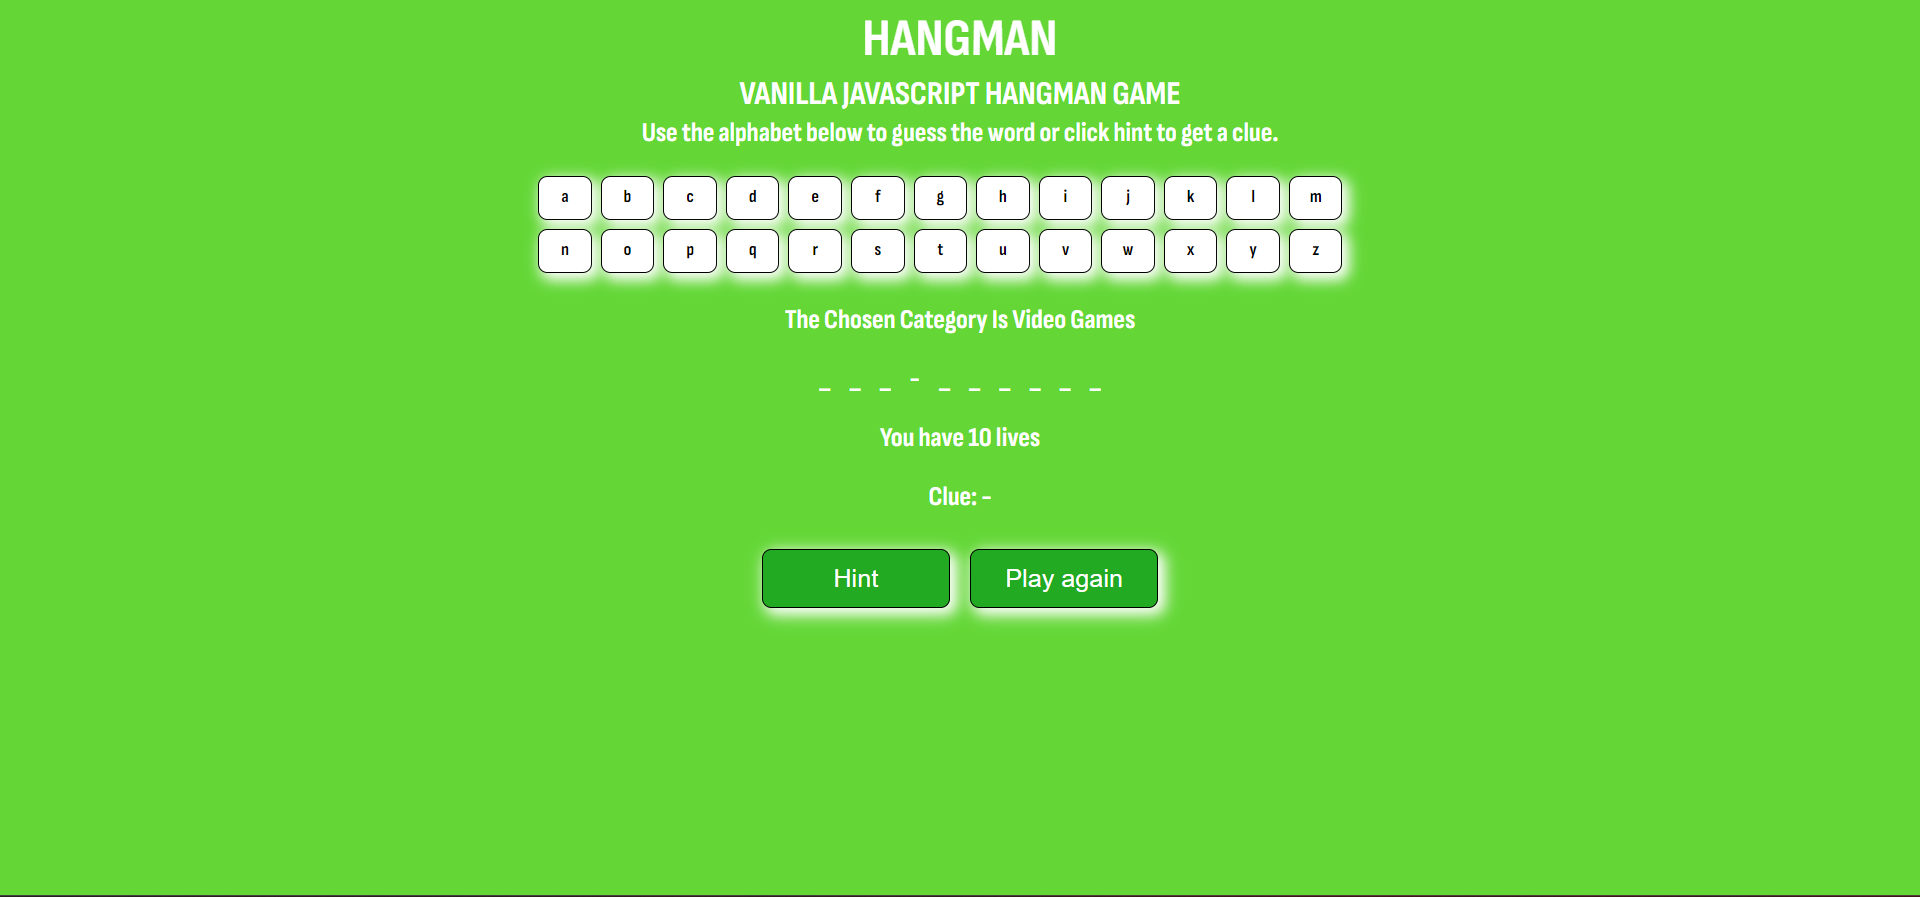 HANGMAN
VANILLA JAVASCRIPT HANGMAN GAME
Use the alphabet below to guess the word or click hint to get a clue.
a b c d e f g h i j k l m
n o p q r s t u v w x y z
The Chosen Category Is Video Games
_ _ _ - _ _ _ _ _ _
You have 10 lives
Clue: -
Hint Play again